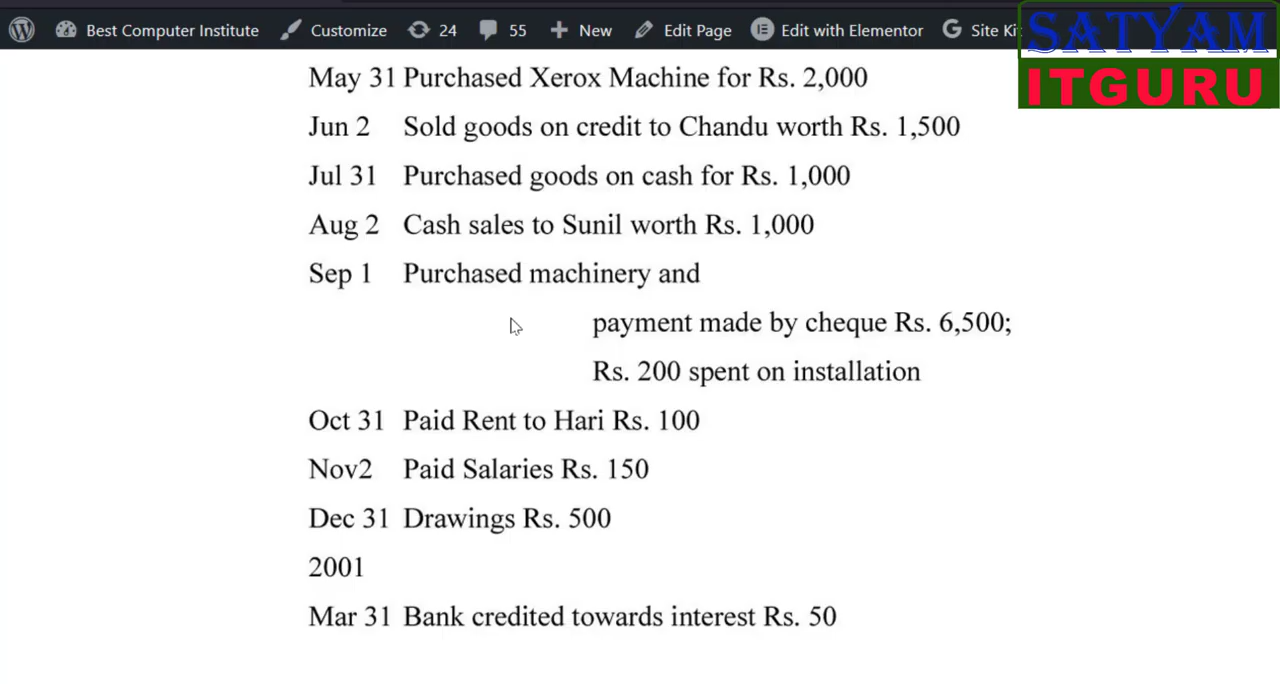 Best Computer Institute Customize 24 55 New Edit Page Edit with Elementor Site Ki
SATYAM
ITGURU
May 31 Purchased Xerox Machine for Rs. 2,000
Jun 2 Sold goods on credit to Chandu worth Rs. 1,500
Jul 31 Purchased goods on cash for Rs. 1,000
Aug 2 Cash sales to Sunil worth Rs. 1,000
Sep 1 Purchased machinery and
payment made by cheque Rs. 6,500;
Rs. 200 spent on installation
Oct 31 Paid Rent to Hari Rs. 100
Nov2 Paid Salaries Rs. 150
Dec 31 Drawings Rs. 500
2001
Mar 31 Bank credited towards interest Rs. 50